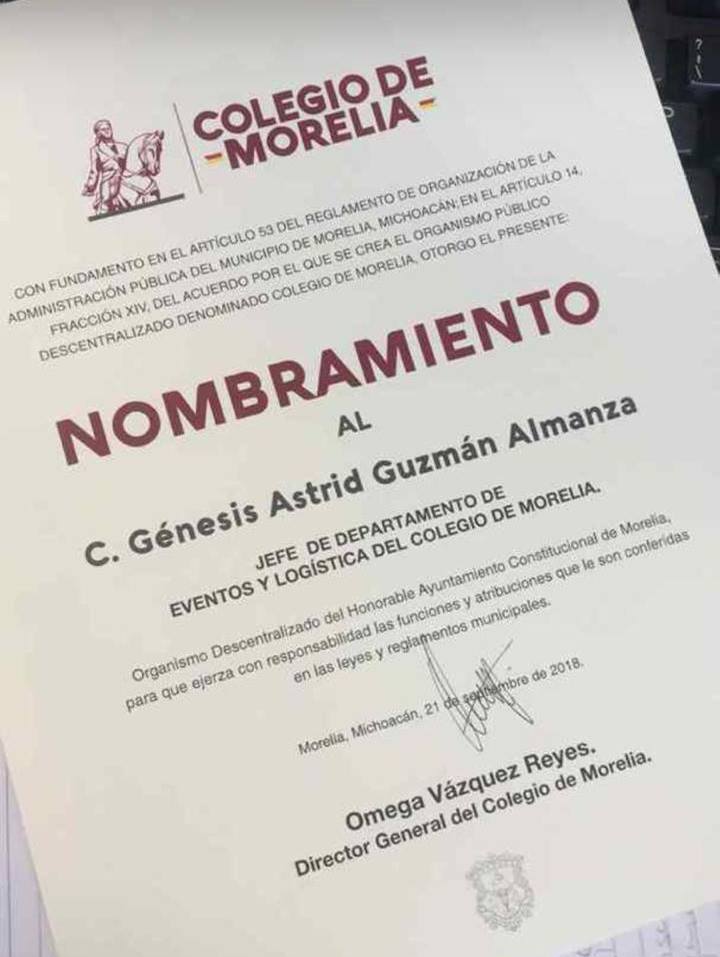 COLEGIO DE
MORELIA
CON FUNDAMENTO EN EL ARTÍCULO 53 DEL REGLAMENTO DE ORGANIZACIÓN DE LA
ADMINISTRACIÓN PÚBLICA DEL MUNICIPIO DE MORELIA, MICHOACÁN; EN EL ARTÍCULO 14,
FRACCIÓN XIV, DEL ACUERDO POR EL QUE SE CREA EL ORGANISMO PÚBLICO
DESCENTRALIZADO DENOMINADO COLEGIO DE MORELIA, OTORGO EL PRESENTE:
NOMBRAMIENTO
AL
C. Génesis Astrid Guzmán Almanza
JEFE DE DEPARTAMENTO DE
EVENTOS Y LOGÍSTICA DEL COLEGIO DE MORELIA.
Organismo Descentralizado del Honorable Ayuntamiento Constitucional de Morelia,
para que ejerza con responsabilidad las funciones y atribuciones que le son conferidas
en las leyes y reglamentos municipales.
Morelia, Michoacán, 21 de septiembre de 2018.
Omega Vázquez Reyes.
Director General del Colegio de Morelia.